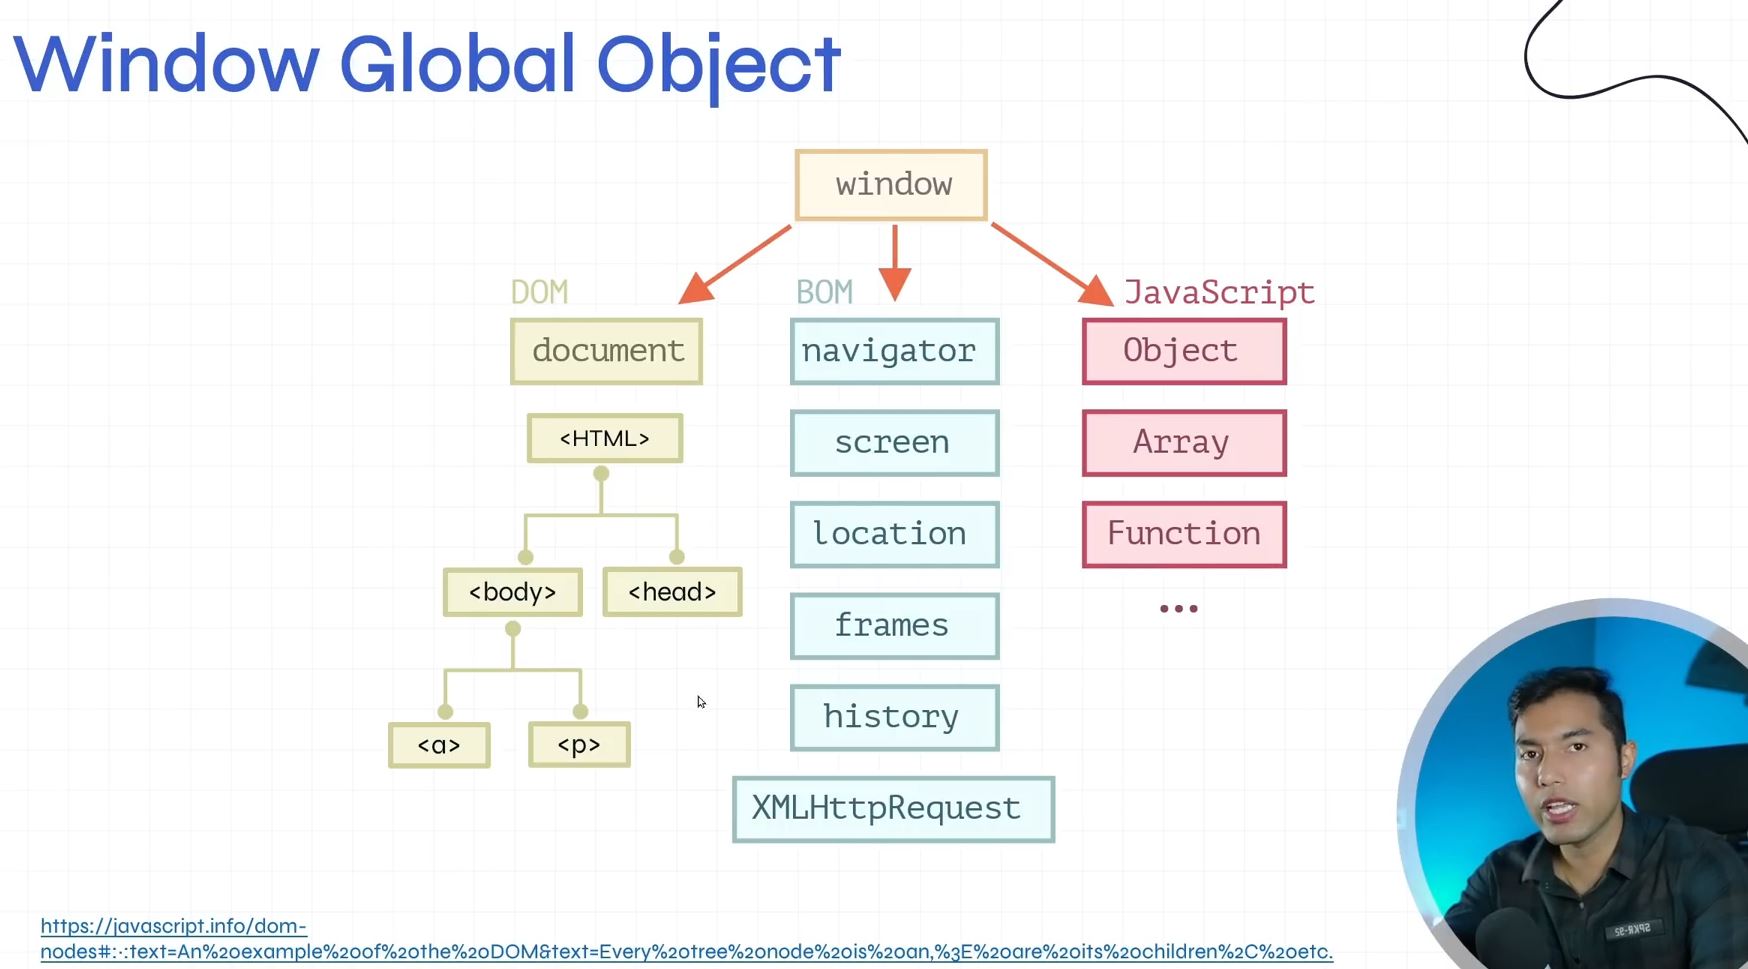 Window Global Object
window
DOM
BOM
JavaScript
document
navigator
Object
<HTML>
screen
Array
location
Function
<body>
<head>
frames
...
history
<a>
<p>
XMLHttpRequest
https://javascript.info/dom-
nodes#:·:text=An%20example%20of%20the%20DOM&text=Every%20tree%20node%20is%20an,%3E%20are%20its%20children%2C%20etc.
SPKR-92